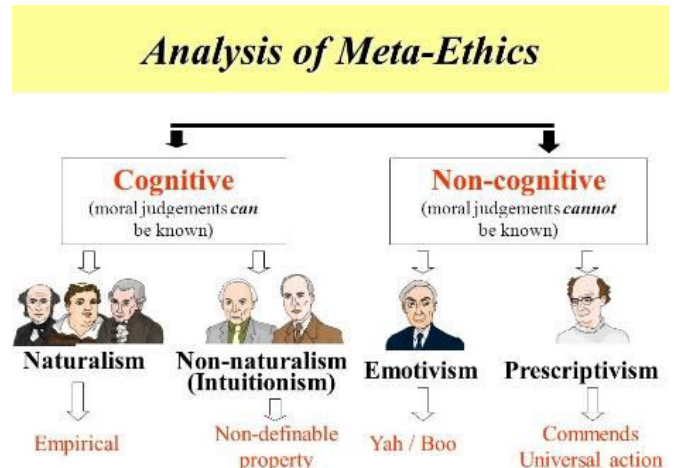 Analysis of Meta-Ethics
Cognitive
(moral judgements can
be known)
Non-cognitive
(moral judgements cannot
be known)
Naturalism
Non-naturalism
(Intuitionism)
Emotivism
Prescriptivism
Empirical
Non-definable
property
Yah / Boo
Commends
Universal action